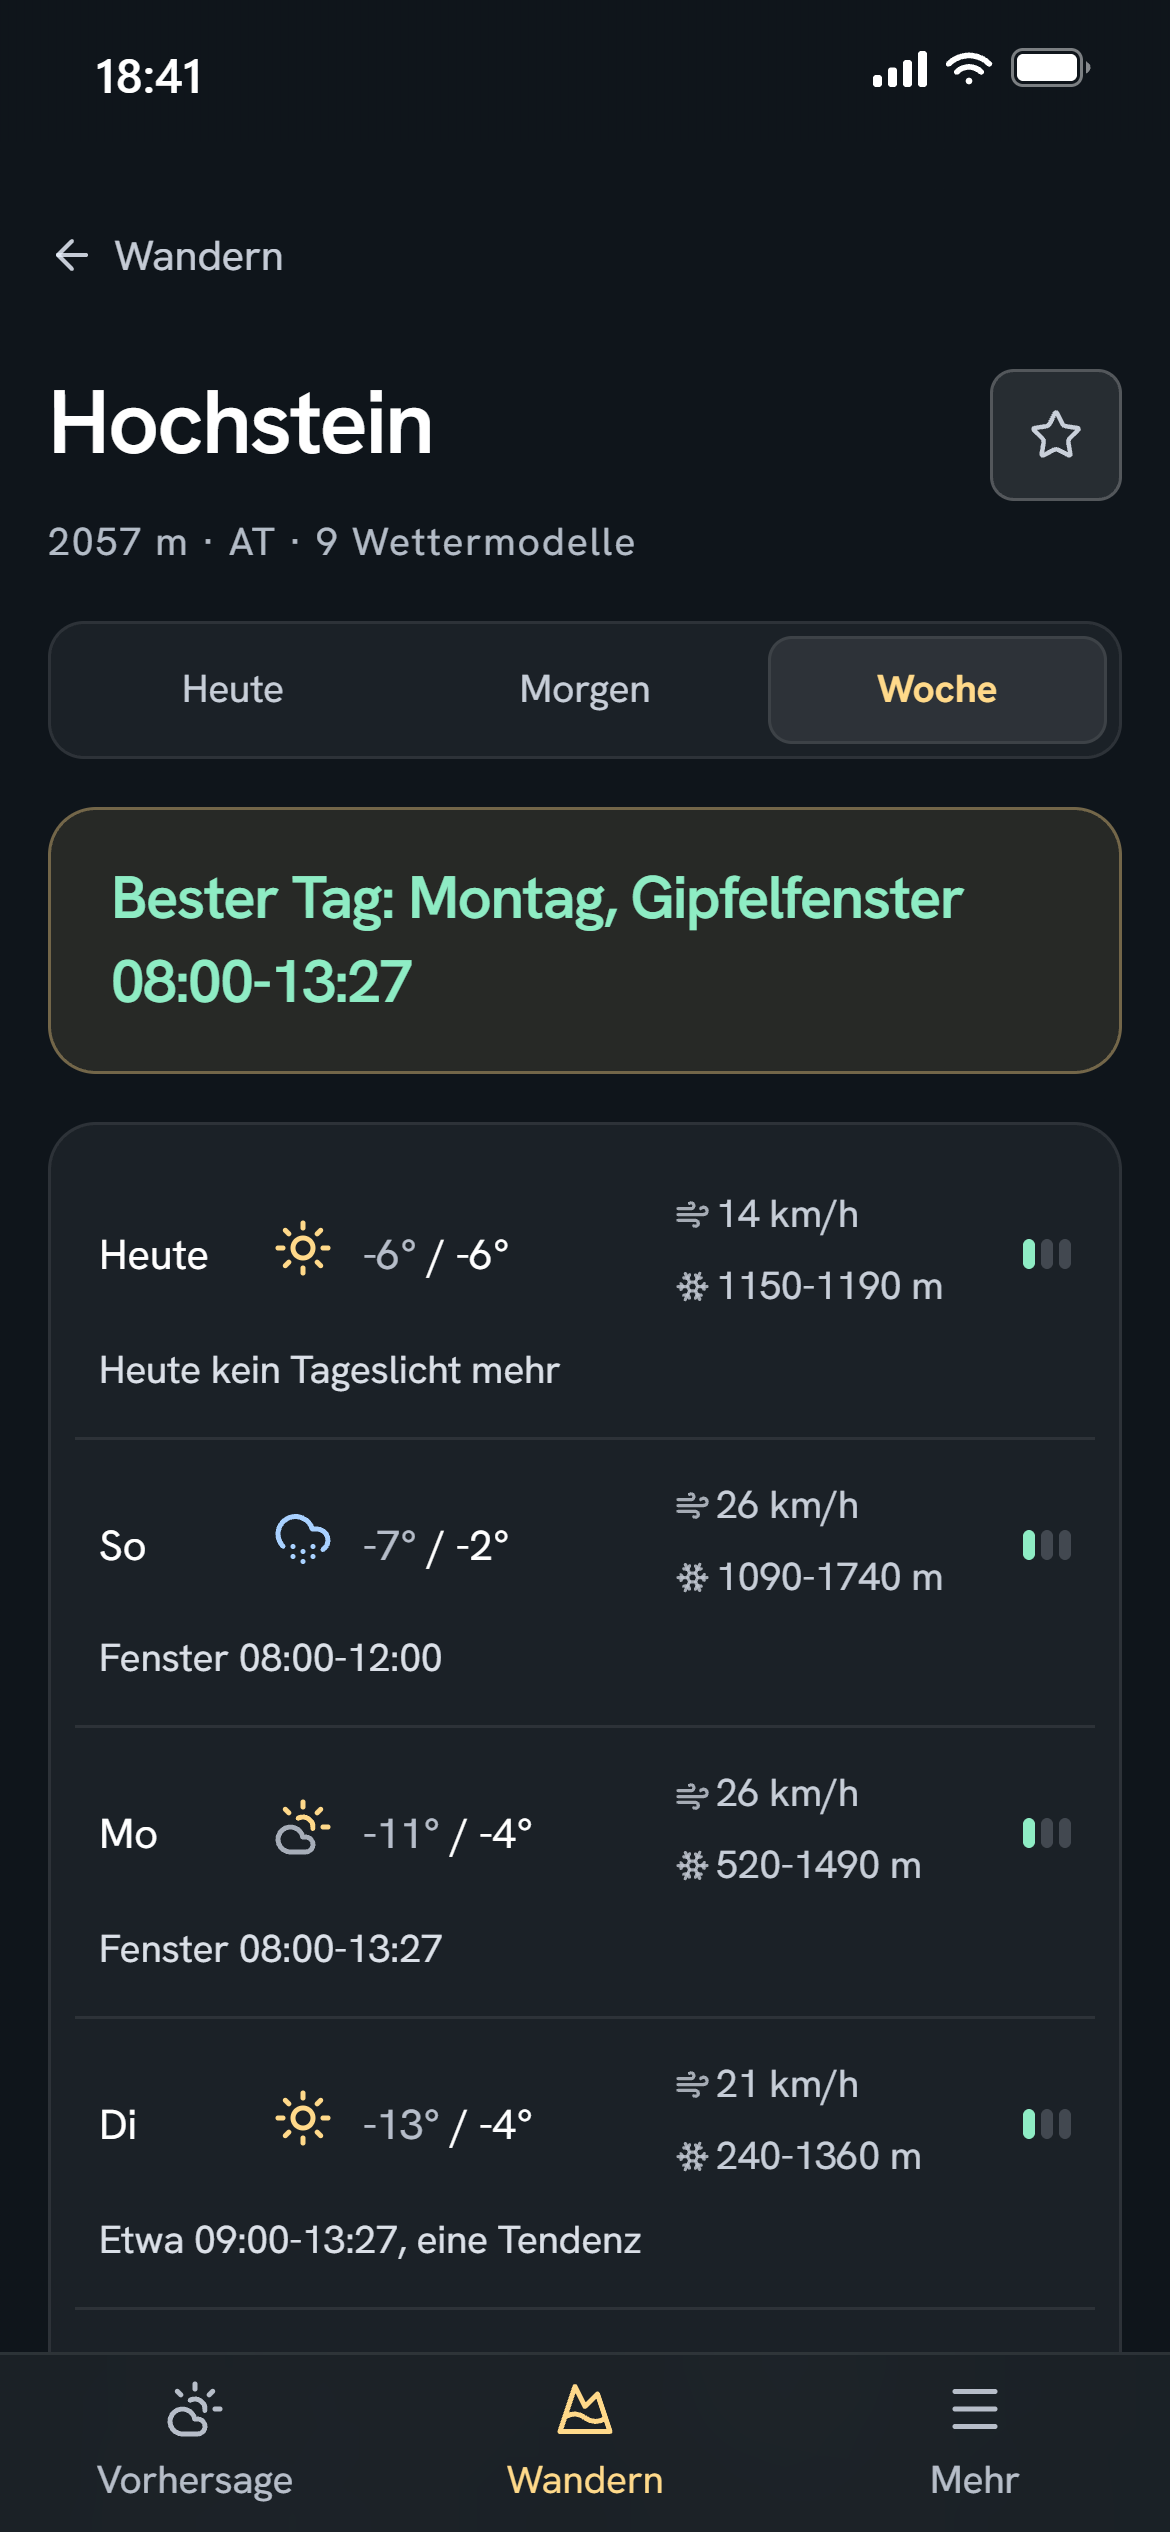 18:41
Wandern
Hochstein
2057 m · AT · 9 Wettermodelle
Heute
Morgen
Woche
Bester Tag: Montag, Gipfelfenster
08:00-13:27
Heute
-6° / -6°
14 km/h
1150-1190 m
Heute kein Tageslicht mehr
So
-7° / -2°
26 km/h
1090-1740 m
Fenster 08:00-12:00
Mo
-11° / -4°
26 km/h
520-1490 m
Fenster 08:00-13:27
Di
-13° / -4°
21 km/h
240-1360 m
Etwa 09:00-13:27, eine Tendenz
Vorhersage
Wandern
Mehr